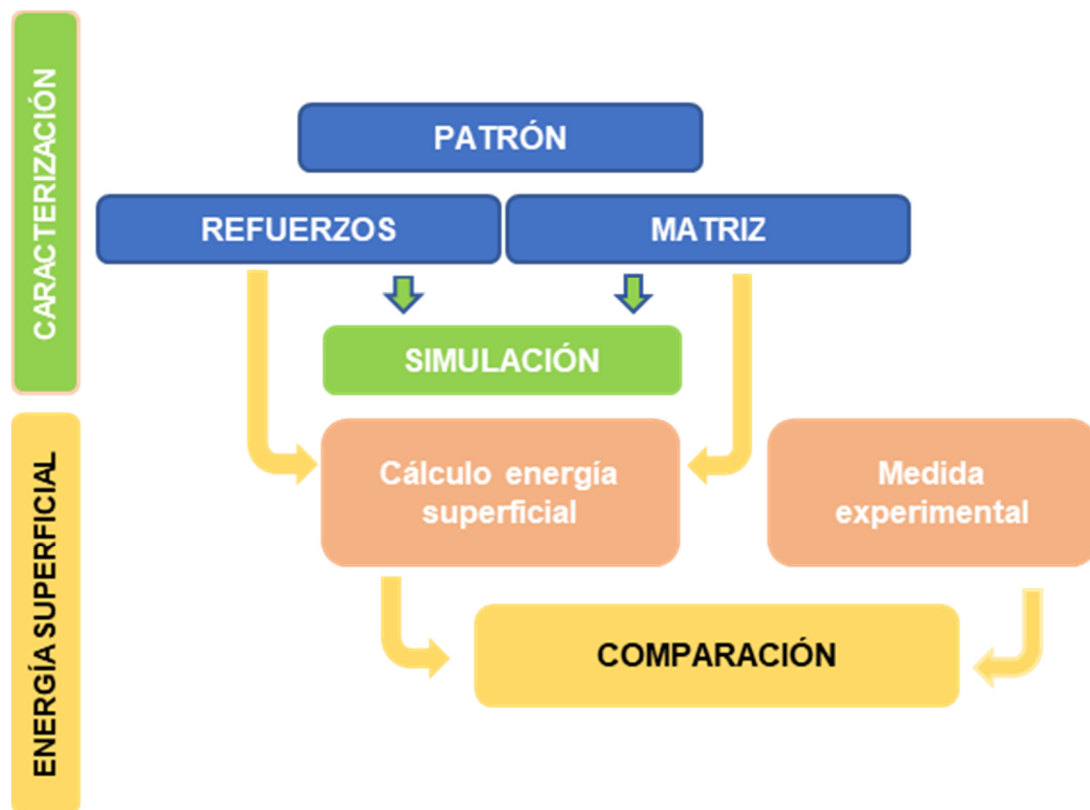 CARACTERIZACIÓN
PATRÓN
REFUERZOS
MATRIZ
SIMULACIÓN
ENERGÍA SUPERFICIAL
Cálculo energía
superficial
Medida
experimental
COMPARACIÓN